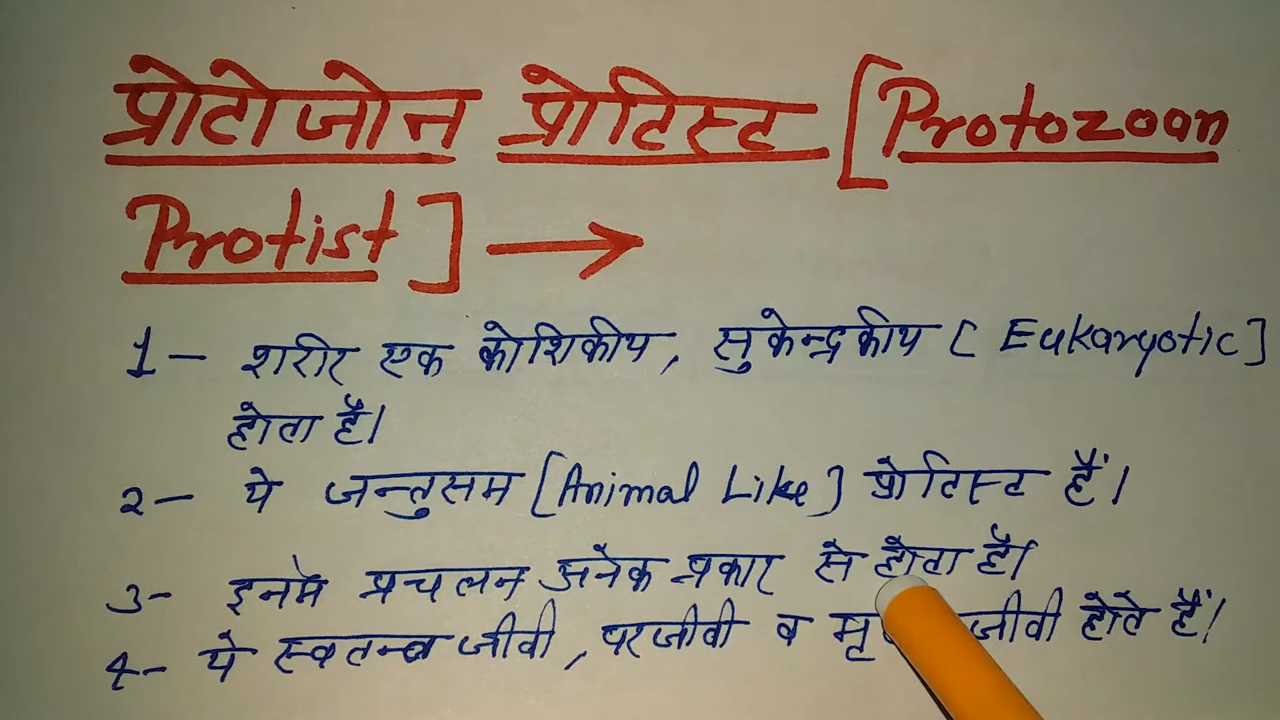 प्रोटोजोन प्रोटिस्ट [Protozoan
Protist] →
1- शरीर एक कोशिकीय, सुकेन्द्रकीय [Eukaryotic]
होता है।
2- ये जन्तुसम [Animal Like] प्रोटिस्ट हैं।
3- इनमें प्रचलन अनेक प्रकार से होता है।
4- ये स्वतन्त्र जीवी, परजीवी व जीवी होते हैं।